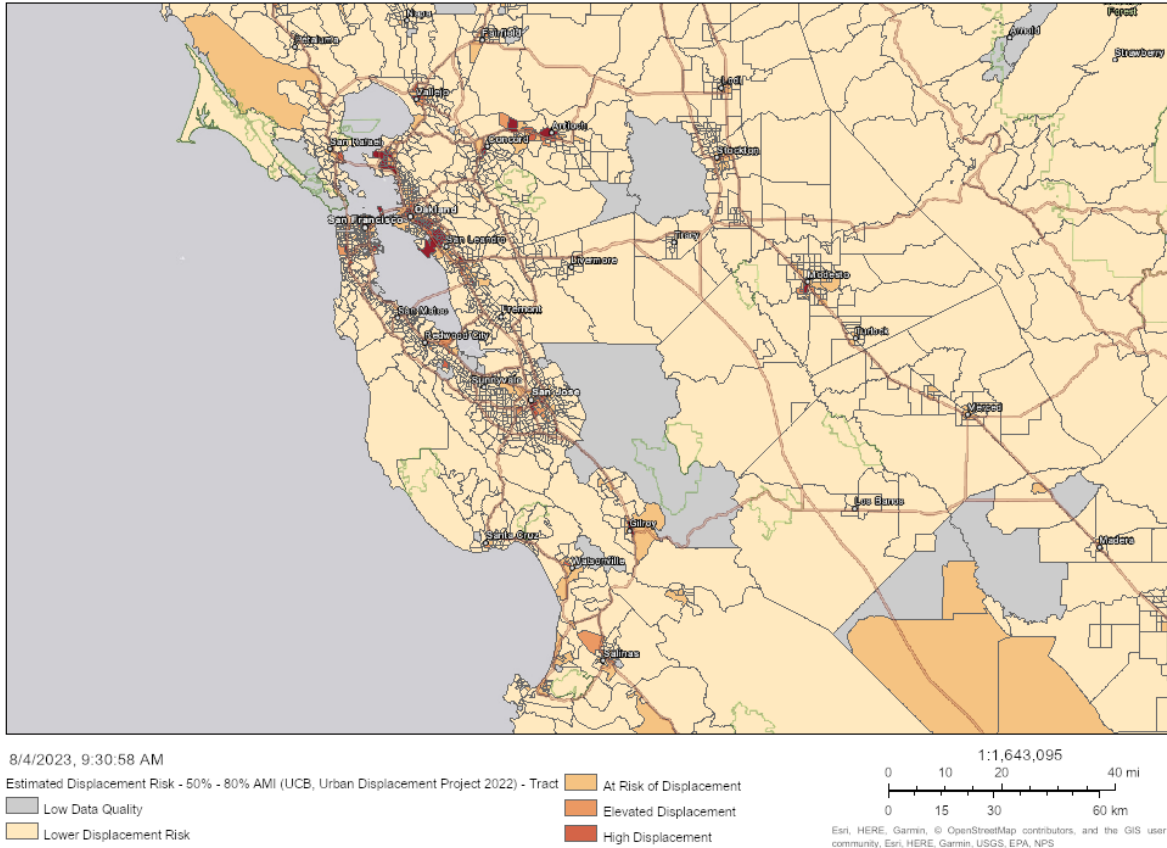 Napa
Fairfield
Forest
Arnold
Strawberry
Petaluma
Vallejo
Lodi
San Rafael
Concord
Antioch
Stockton
Oakland
San Francisco
San Leandro
Tracy
Livermore
Modesto
San Mateo
Fremont
Redwood City
Turlock
Sunnyvale
San Jose
Merced
Los Banos
Gilroy
Santa Cruz
Madera
Watsonville
Salinas
8/4/2023, 9:30:58 AM
Estimated Displacement Risk - 50% - 80% AMI (UCB, Urban Displacement Project 2022) - Tract
Low Data Quality
Lower Displacement Risk
At Risk of Displacement
Elevated Displacement
High Displacement
1:1,643,095
0 10 20 40 mi
0 15 30 60 km
Esri, HERE, Garmin, © OpenStreetMap contributors, and the GIS user
community, Esri, HERE, Garmin, USGS, EPA, NPS